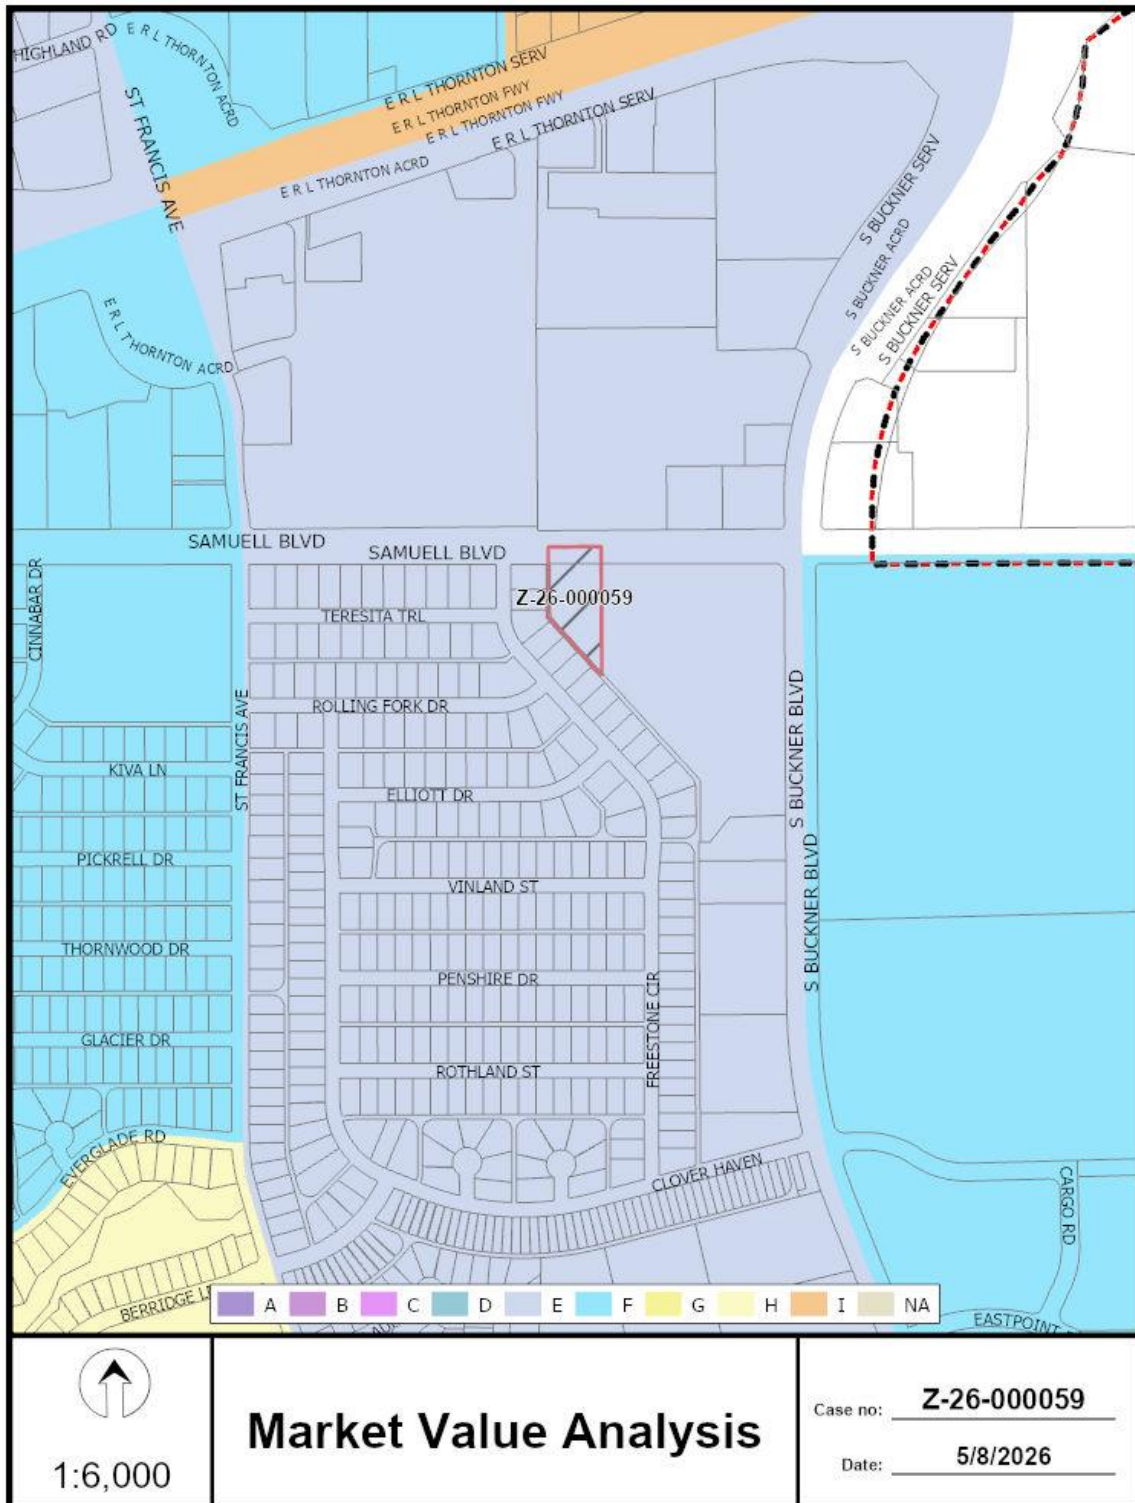 HIGHLAND RD
E R L THORNTON ACRD
ST FRANCIS AVE
E R L THORNTON SERV
E R L THORNTON FWY
E R L THORNTON FWY
E R L THORNTON SERV
E R L THORNTON ACRD
S BUCKNER SERV
S BUCKNER ACRD
S BUCKNER ACRD
S BUCKNER SERV
E R L THORNTON ACRD
SAMUELL BLVD
SAMUELL BLVD
CINNABAR DR
Z-26-000059
TERESITA TRL
ROLLING FORK DR
ST FRANCIS AVE
S BUCKNER BLVD
KIVA LN
ELLIOTT DR
PICKRELL DR
VINLAND ST
S BUCKNER BLVD
THORNWOOD DR
PENSHIRE DR
FREESTONE CIR
GLACIER DR
ROTHLAND ST
EVERGLADE RD
CLOVER HAVEN
CARGO RD
BERRIDGE L
A B C D E F G H I NA
EASTPOINT
1:6,000
Market Value Analysis
Case no: Z-26-000059
Date: 5/8/2026